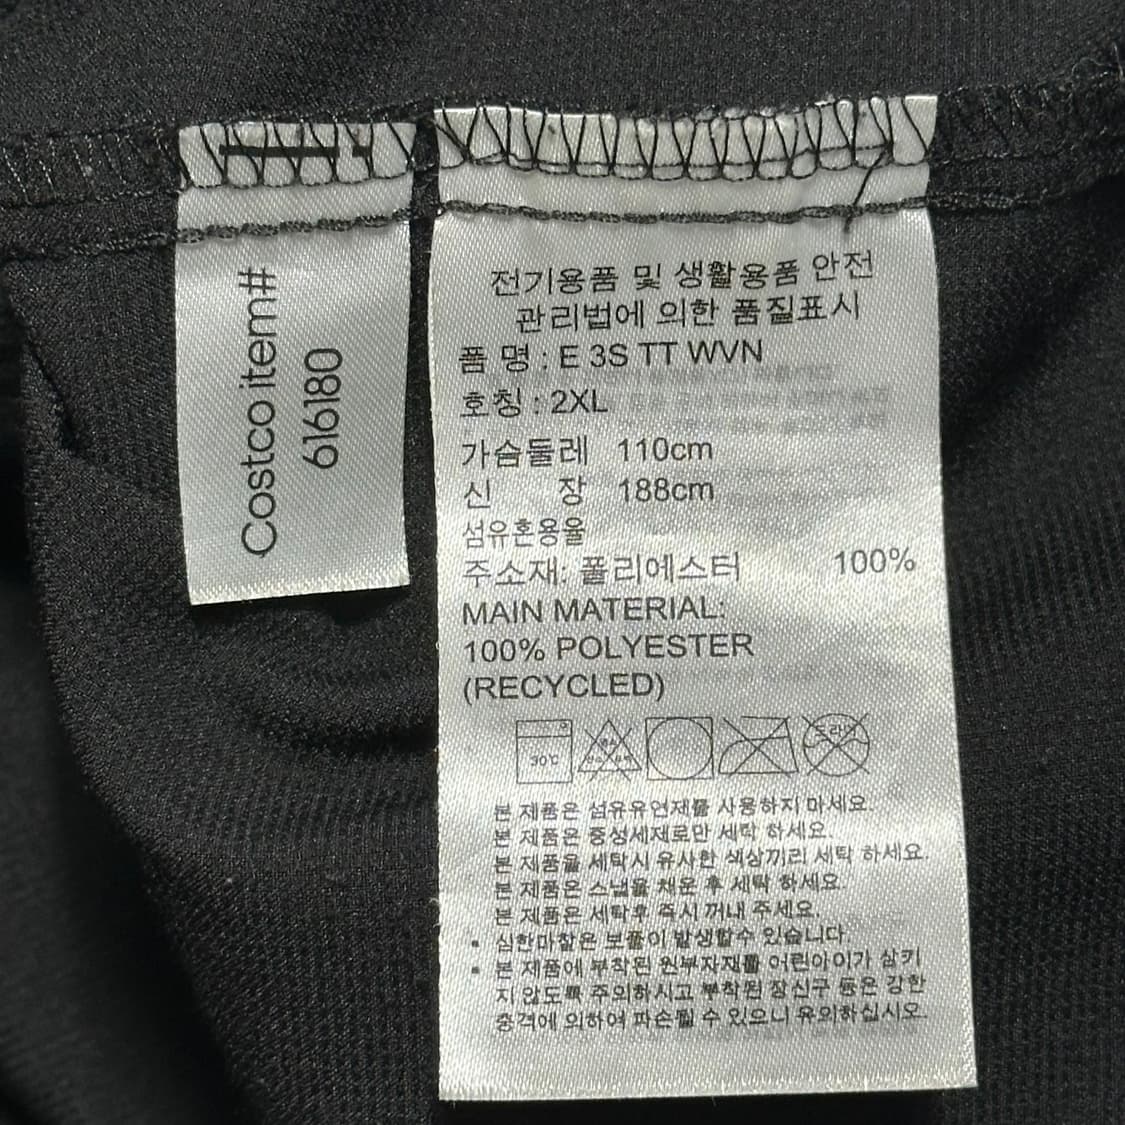 Costco item#
616180
전기용품 및 생활용품 안전
관리법에 의한 품질표시
품 명 : E 3S TT WVN
호칭 : 2XL
가슴둘레 110cm
신 장 188cm
섬유혼용율
주소재: 폴리에스터 100%
MAIN MATERIAL:
100% POLYESTER
(RECYCLED)
30℃
드라이
본 제품은 섬유유연재를 사용하지 마세요.
본 제품은 중성세제로만 세탁 하세요.
본 제품을 세탁시 유사한 색상끼리 세탁 하세요.
본 제품은 스냅을 채운 후 세탁 하세요.
본 제품은 세탁후 즉시 꺼내 주세요.
• 심한마찰은 보풀이 발생할수 있습니다
• 본 제품에 부착된 원부자재를 어린아이가 삼키
지 않도록 주의하시고 부착된 장신구 등은 강한
충격에 의하여 파손될 수 있으니 유의하십시오.